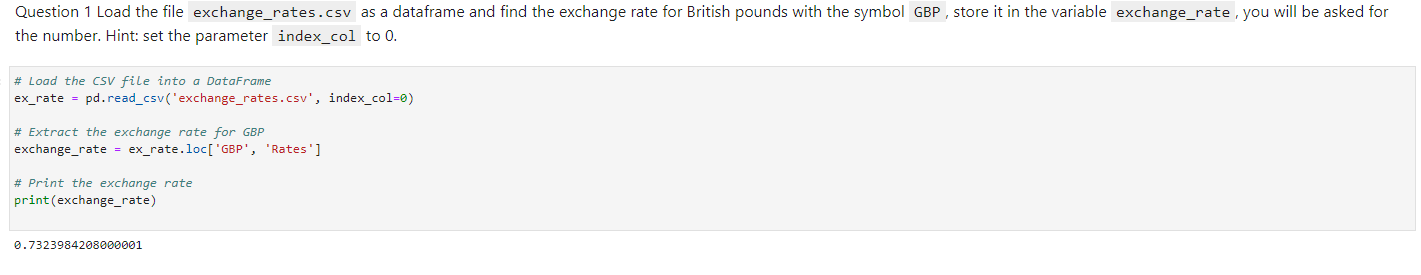 Question 1 Load the file exchange_rates.csv as a dataframe and find the exchange rate for British pounds with the symbol GBP , store it in the variable exchange_rate , you will be asked for
the number. Hint: set the parameter index_col to 0.
# Load the CSV file into a DataFrame
ex_rate = pd.read_csv('exchange_rates.csv', index_col=0)
# Extract the exchange rate for GBP
exchange_rate = ex_rate.loc['GBP', 'Rates']
# Print the exchange rate
print(exchange_rate)
0.7323984208000001